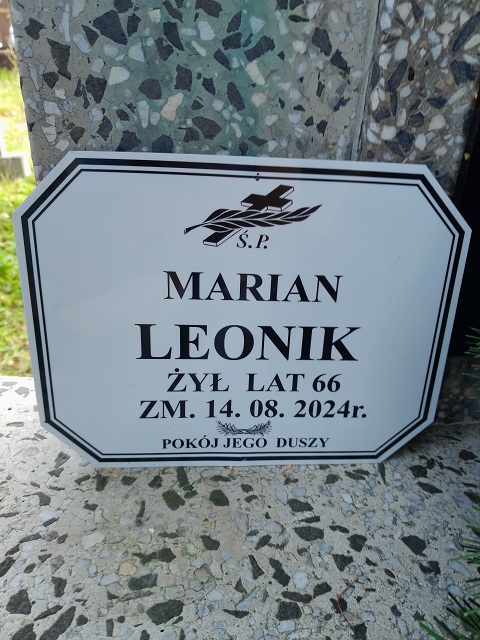 Ś.P.
MARIAN
LEONIK
ŻYŁ LAT 66
ZM. 14. 08. 2024r.
POKÓJ JEGO DUSZY